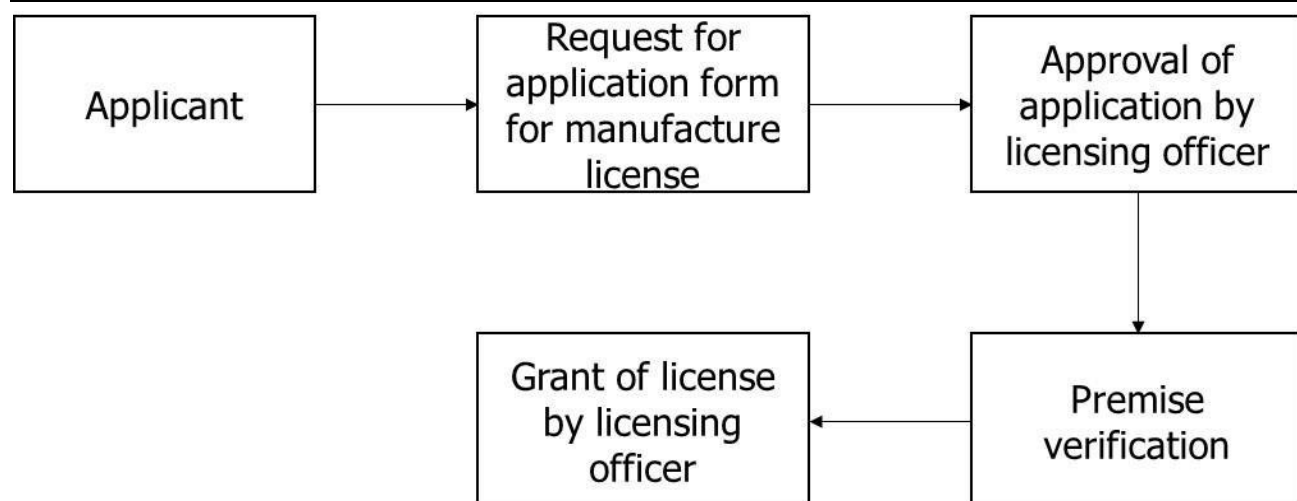 Applicant
Request for
application form
for manufacture
license
Approval of
application by
licensing officer
Premise
verification
Grant of license
by licensing
officer